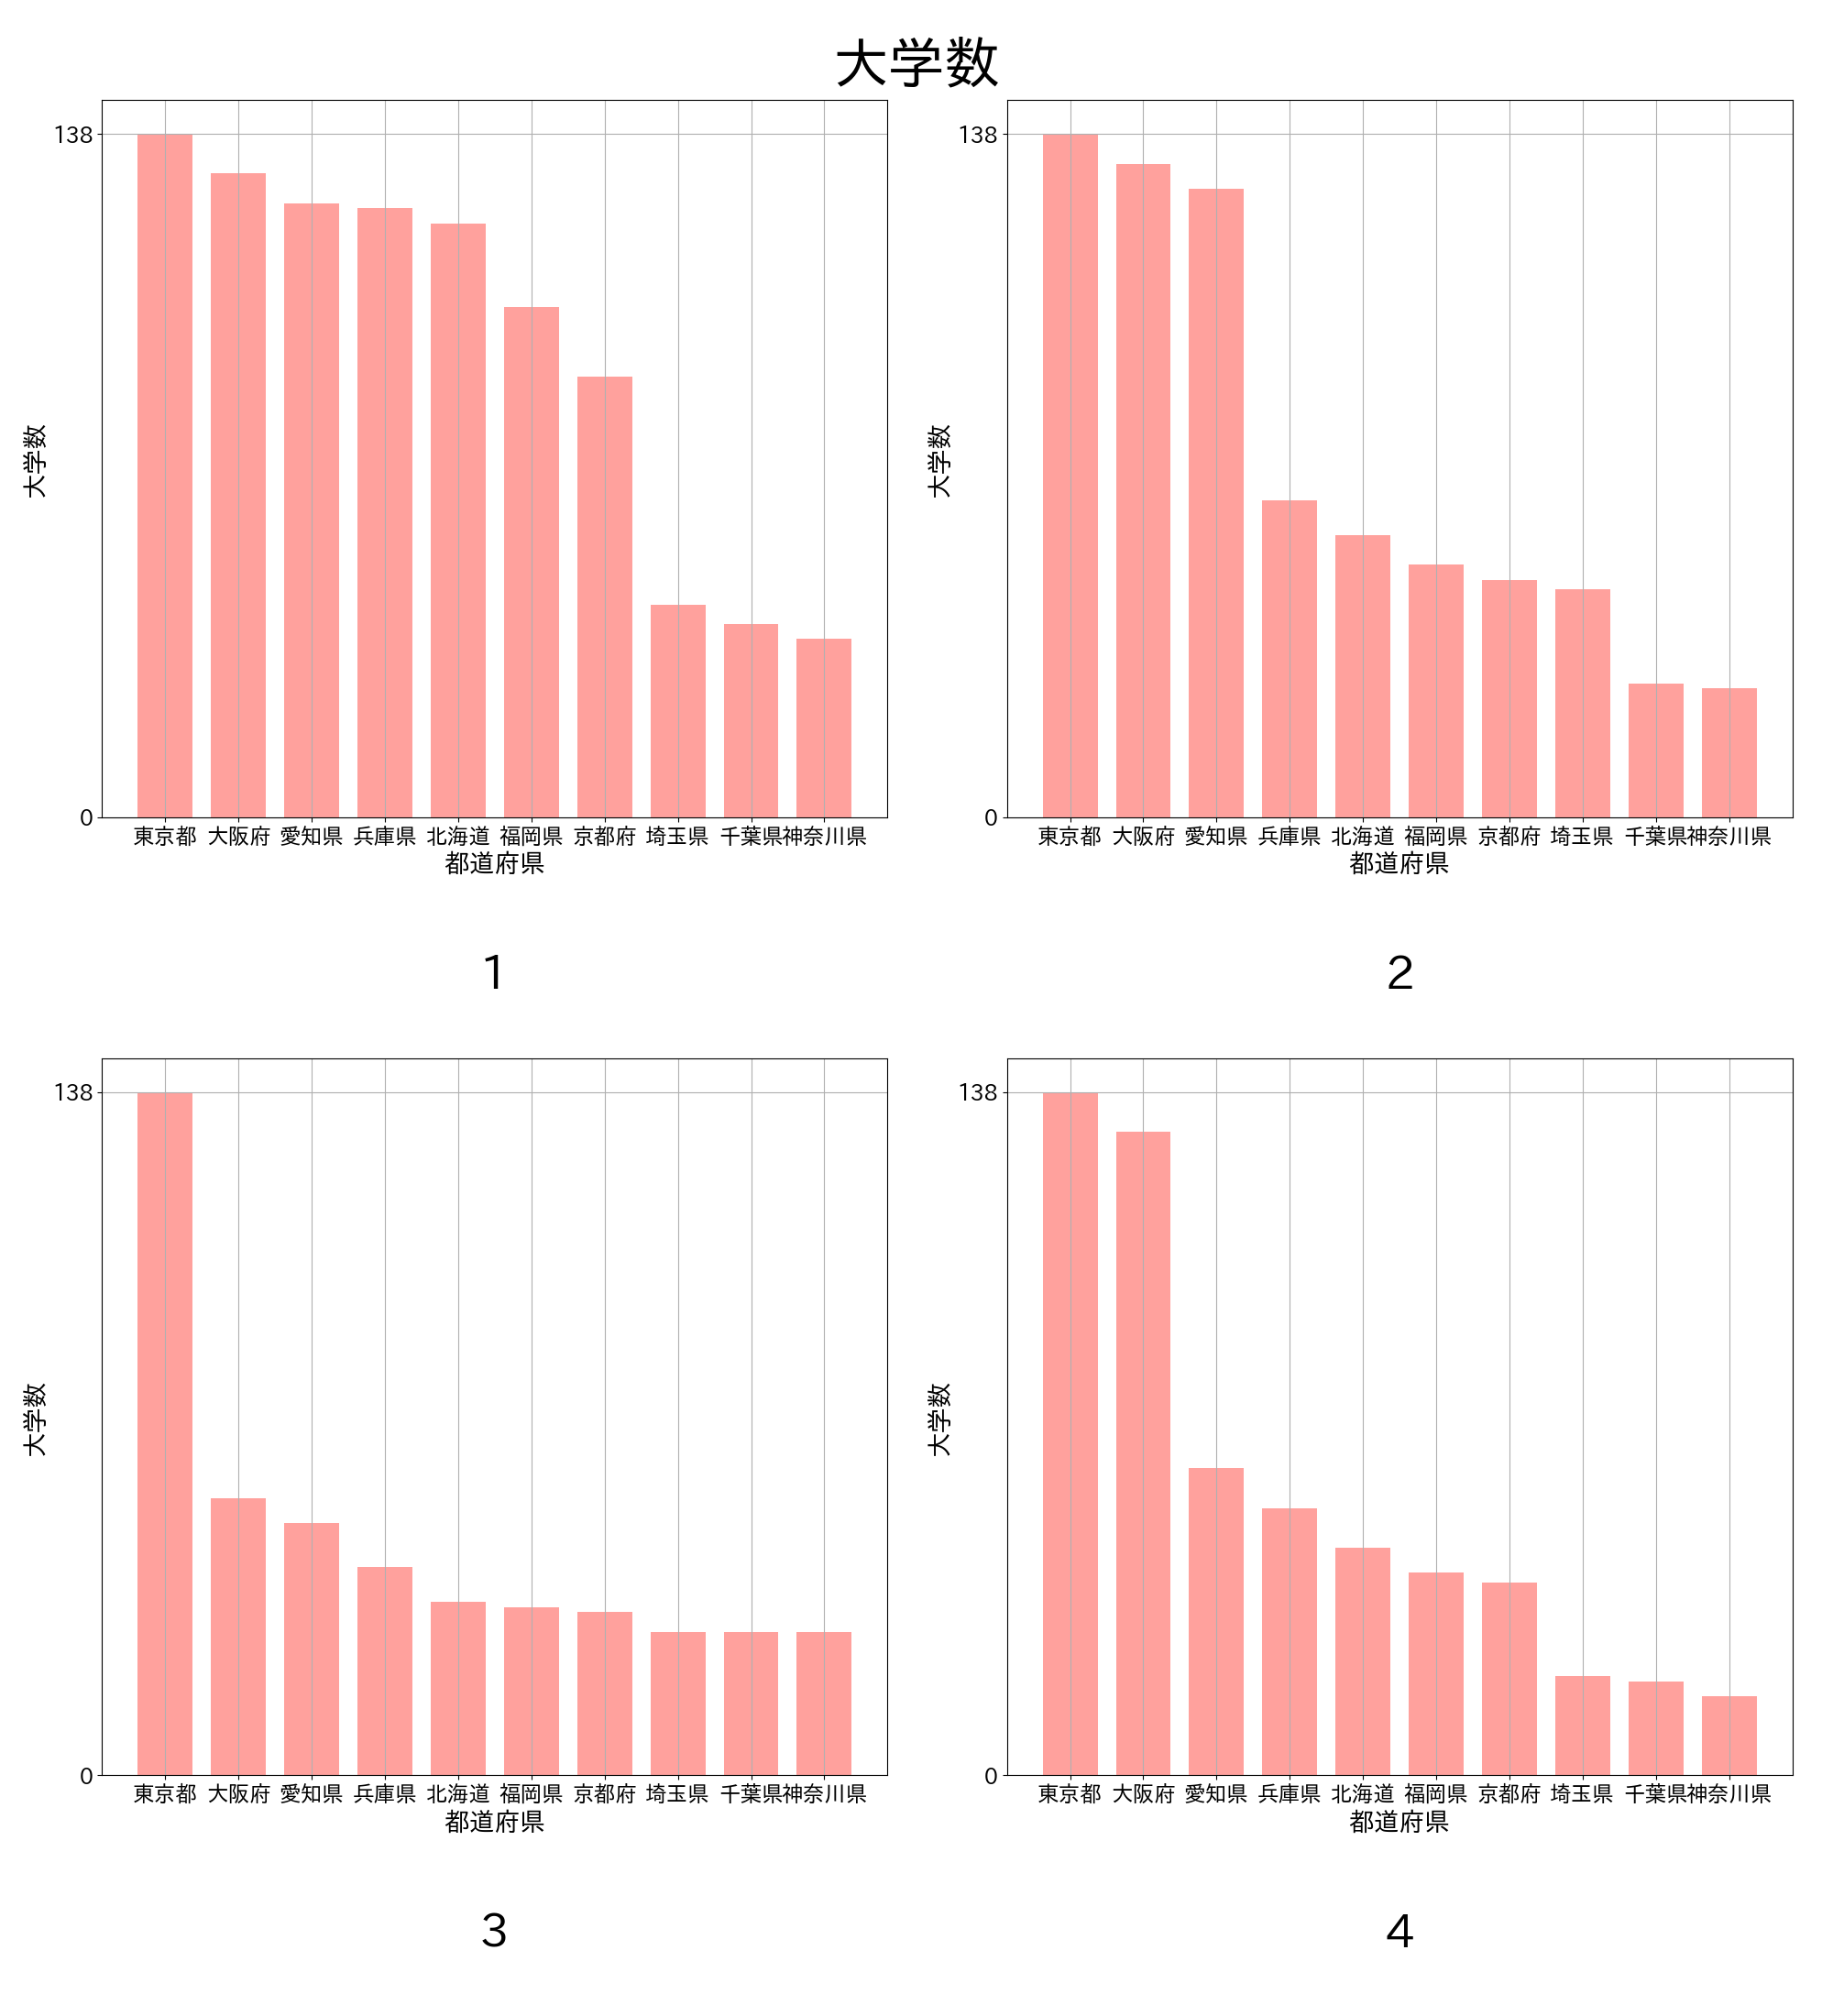 大学数
138
0
大学数
東京都 大阪府 愛知県 兵庫県 北海道 福岡県 京都府 埼玉県 千葉県 神奈川県
都道府県
1
138
0
大学数
東京都 大阪府 愛知県 兵庫県 北海道 福岡県 京都府 埼玉県 千葉県 神奈川県
都道府県
2
138
0
大学数
東京都 大阪府 愛知県 兵庫県 北海道 福岡県 京都府 埼玉県 千葉県 神奈川県
都道府県
3
138
0
大学数
東京都 大阪府 愛知県 兵庫県 北海道 福岡県 京都府 埼玉県 千葉県 神奈川県
都道府県
4